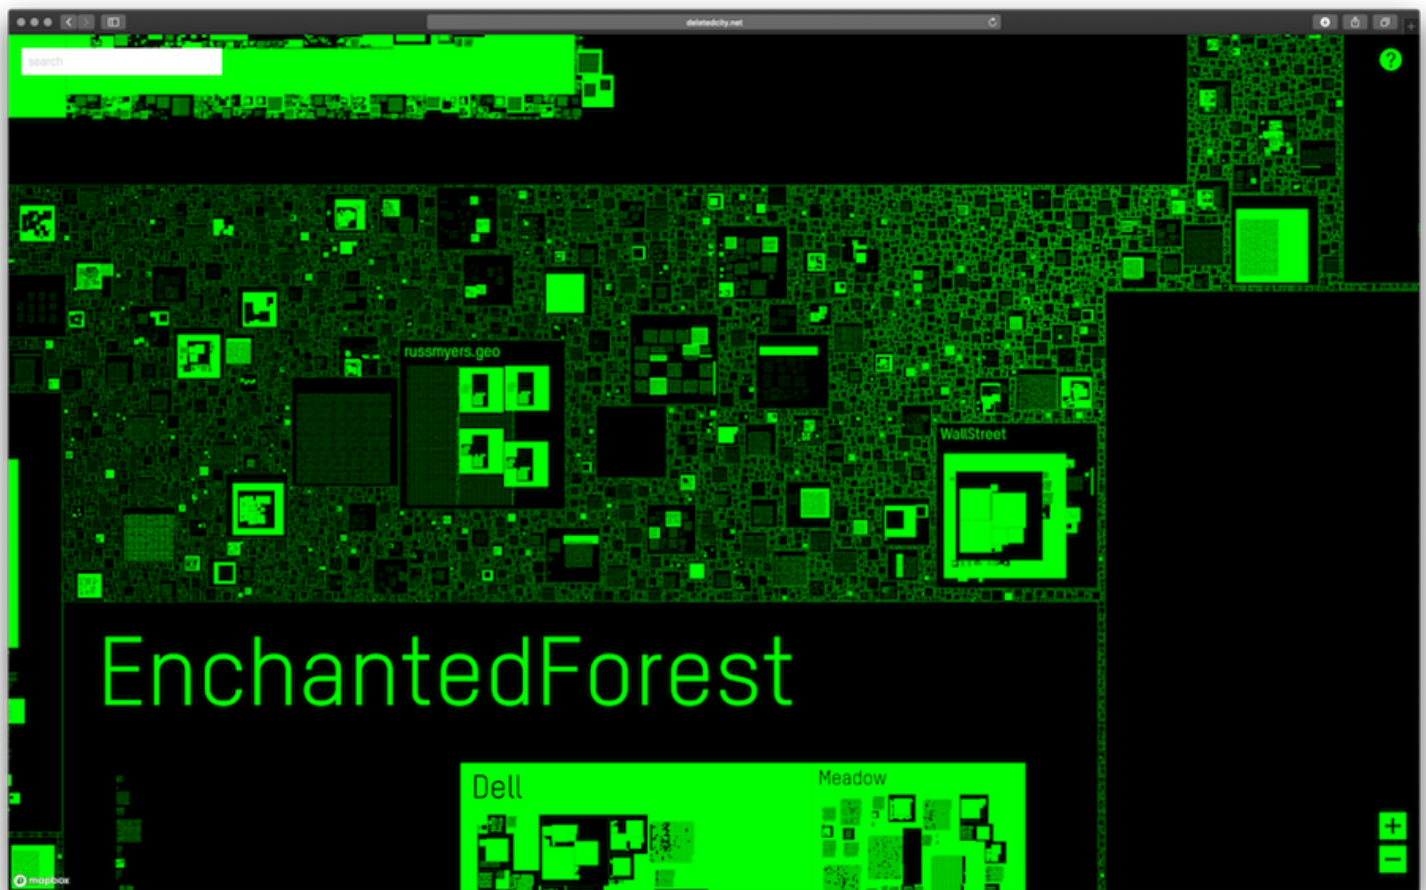 deletedcity.net
search
?
russmyers.geo
WallStreet
EnchantedForest
Dell
Meadow
+
−
mapbox